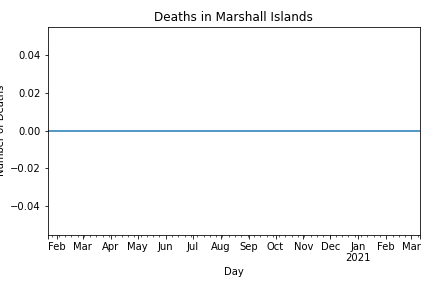 Deaths in Marshall Islands
0.04
0.02
0.00
−0.02
−0.04
Number of Deaths
Feb Mar Apr May Jun Jul Aug Sep Oct Nov Dec Jan Feb Mar
2021
Day